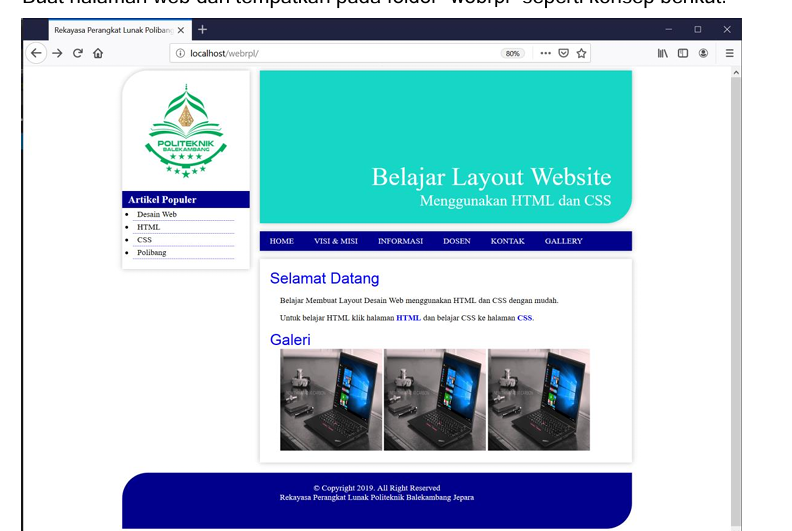 Buat halaman web dan tempatkan pada folder "webrpl" seperti konsep berikut:
Rekayasa Perangkat Lunak Polibang
localhost/webrpl/
80%
POLITEKNIK
BALEKAMBANG
Artikel Populer
Desain Web
HTML
CSS
Polibang
Belajar Layout Website
Menggunakan HTML dan CSS
HOME VISI & MISI INFORMASI DOSEN KONTAK GALLERY
Selamat Datang
Belajar Membuat Layout Desain Web menggunakan HTML dan CSS dengan mudah.
Untuk belajar HTML klik halaman HTML dan belajar CSS ke halaman CSS.
Galeri
© Copyright 2019. All Right Reserved
Rekayasa Perangkat Lunak Politeknik Balekambang Jepara